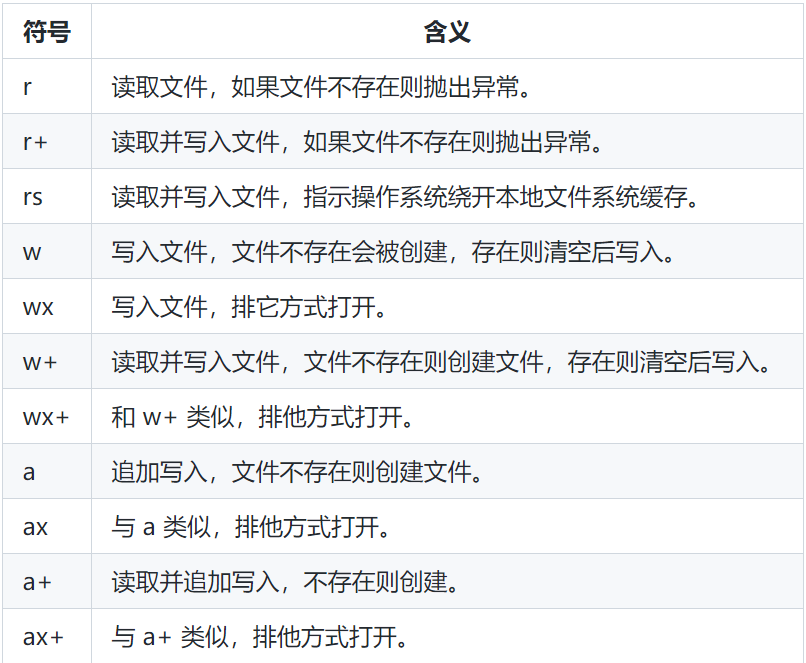 符号 含义
r 读取文件，如果文件不存在则抛出异常。
r+ 读取并写入文件，如果文件不存在则抛出异常。
rs 读取并写入文件，指示操作系统绕开本地文件系统缓存。
w 写入文件，文件不存在会被创建，存在则清空后写入。
wx 写入文件，排它方式打开。
w+ 读取并写入文件，文件不存在则创建文件，存在则清空后写入。
wx+ 和 w+ 类似，排他方式打开。
a 追加写入，文件不存在则创建文件。
ax 与 a 类似，排他方式打开。
a+ 读取并追加写入，不存在则创建。
ax+ 与 a+ 类似，排他方式打开。